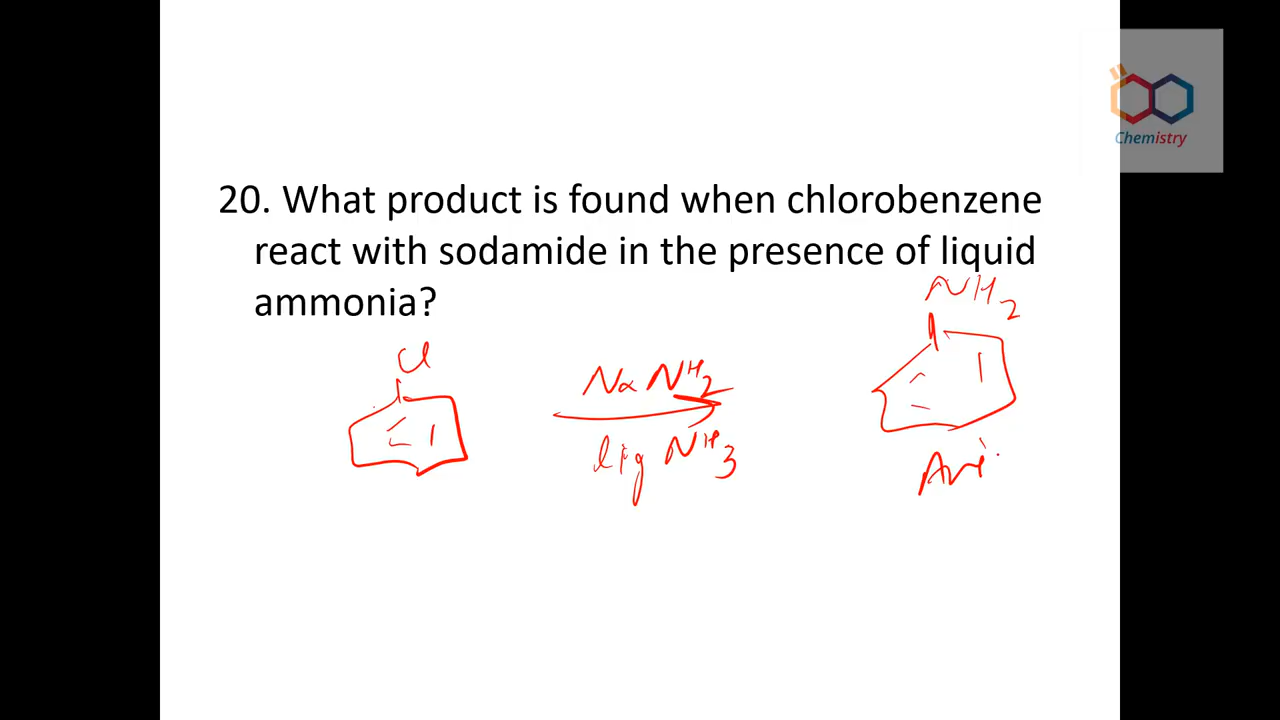 Chemistry
20. What product is found when chlorobenzene
react with sodamide in the presence of liquid
ammonia?
NH2
Cl
NaNH2
liq NH3
Ani